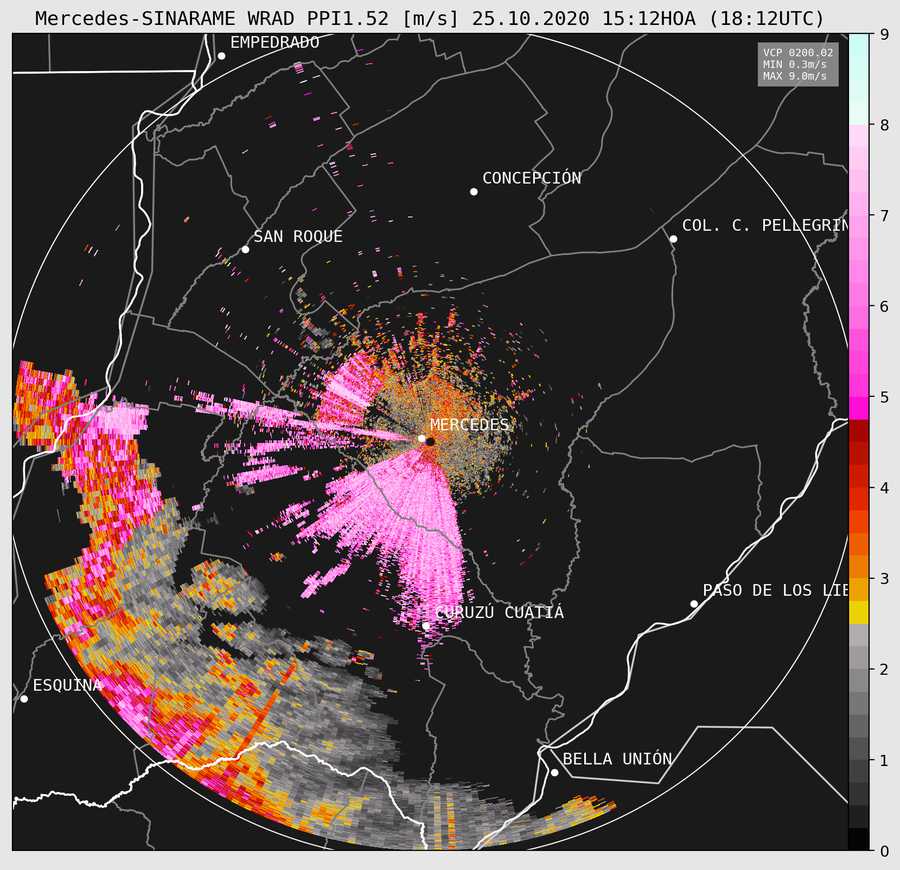 Mercedes-SINARAME WRAD PPI1.52 [m/s] 25.10.2020 15:12HOA (18:12UTC)
EMPEDRADO
VCP 0200.02
MIN 0.3m/s
MAX 9.0m/s
CONCEPCIÓN
COL. C. PELLEGRIN
SAN ROQUE
MERCEDES
PASO DE LOS LIE
CURUZÚ CUATIÁ
ESQUINA
BELLA UNIÓN
9
8
7
6
5
4
3
2
1
0